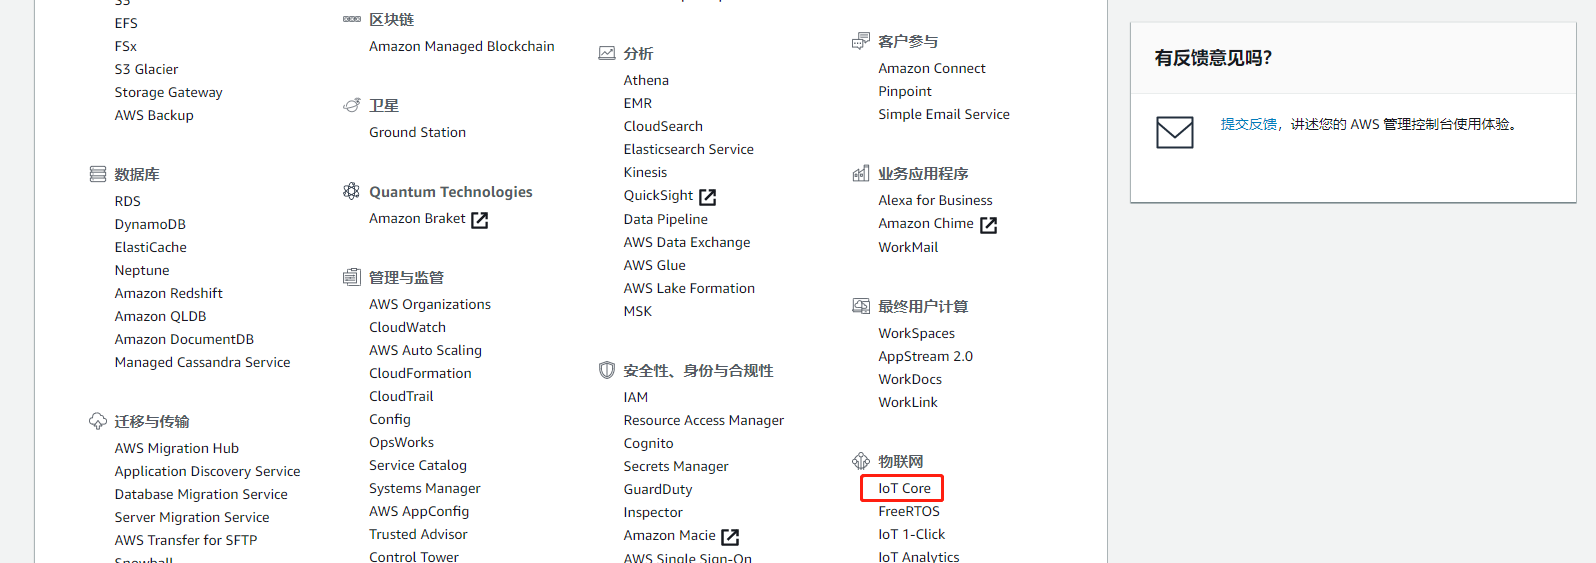 S3
EFS
FSx
S3 Glacier
Storage Gateway
AWS Backup
数据库
RDS
DynamoDB
ElastiCache
Neptune
Amazon Redshift
Amazon QLDB
Amazon DocumentDB
Managed Cassandra Service
迁移与传输
AWS Migration Hub
Application Discovery Service
Database Migration Service
Server Migration Service
AWS Transfer for SFTP
Snowball
区块链
Amazon Managed Blockchain
卫星
Ground Station
Quantum Technologies
Amazon Braket
管理与监管
AWS Organizations
CloudWatch
AWS Auto Scaling
CloudFormation
CloudTrail
Config
OpsWorks
Service Catalog
Systems Manager
AWS AppConfig
Trusted Advisor
Control Tower
分析
Athena
EMR
CloudSearch
Elasticsearch Service
Kinesis
QuickSight
Data Pipeline
AWS Data Exchange
AWS Glue
AWS Lake Formation
MSK
安全性、身份与合规性
IAM
Resource Access Manager
Cognito
Secrets Manager
GuardDuty
Inspector
Amazon Macie
AWS Single Sign-On
客户参与
Amazon Connect
Pinpoint
Simple Email Service
业务应用程序
Alexa for Business
Amazon Chime
WorkMail
最终用户计算
WorkSpaces
AppStream 2.0
WorkDocs
WorkLink
物联网
IoT Core
FreeRTOS
IoT 1-Click
IoT Analytics
有反馈意见吗?
提交反馈，讲述您的 AWS 管理控制台使用体验。